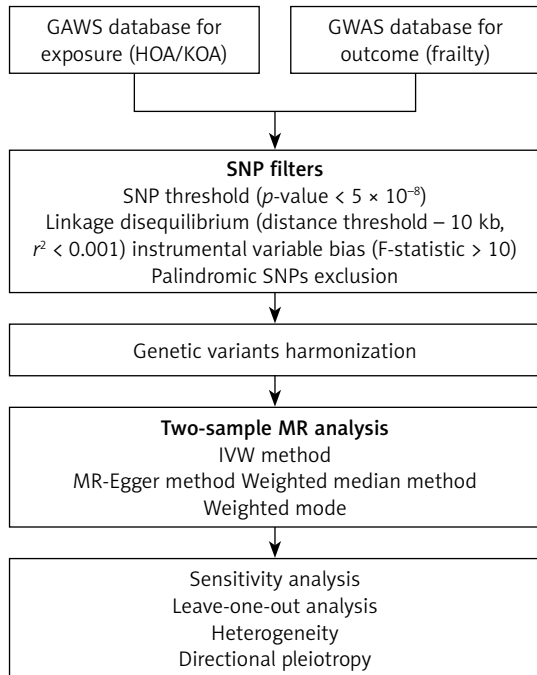 GAWS database for
exposure (HOA/KOA)
GWAS database for
outcome (frailty)
SNP filters
SNP threshold (p-value < 5 × 10⁻⁸)
Linkage disequilibrium (distance threshold – 10 kb,
r² < 0.001) instrumental variable bias (F-statistic > 10)
Palindromic SNPs exclusion
Genetic variants harmonization
Two-sample MR analysis
IVW method
MR-Egger method Weighted median method
Weighted mode
Sensitivity analysis
Leave-one-out analysis
Heterogeneity
Directional pleiotropy